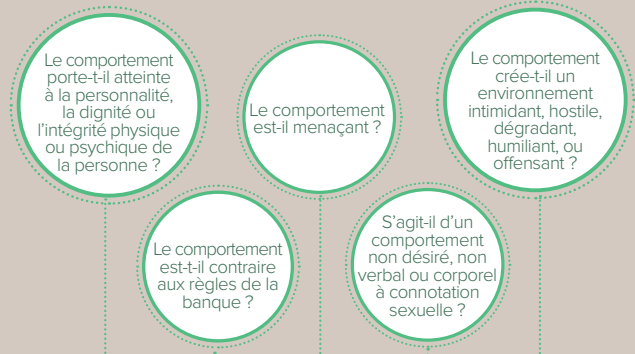 Le comportement
porte-t-il atteinte
à la personnalité,
la dignité ou
l’intégrité physique
ou psychique de
la personne ?
Le comportement
est-il menaçant ?
Le comportement
crée-t-il un
environnement
intimidant, hostile,
dégradant,
humiliant, ou
offensant ?
Le comportement
est-t-il contraire
aux règles de la
banque ?
S’agit-il d’un
comportement
non désiré, non
verbal ou corporel
à connotation
sexuelle ?